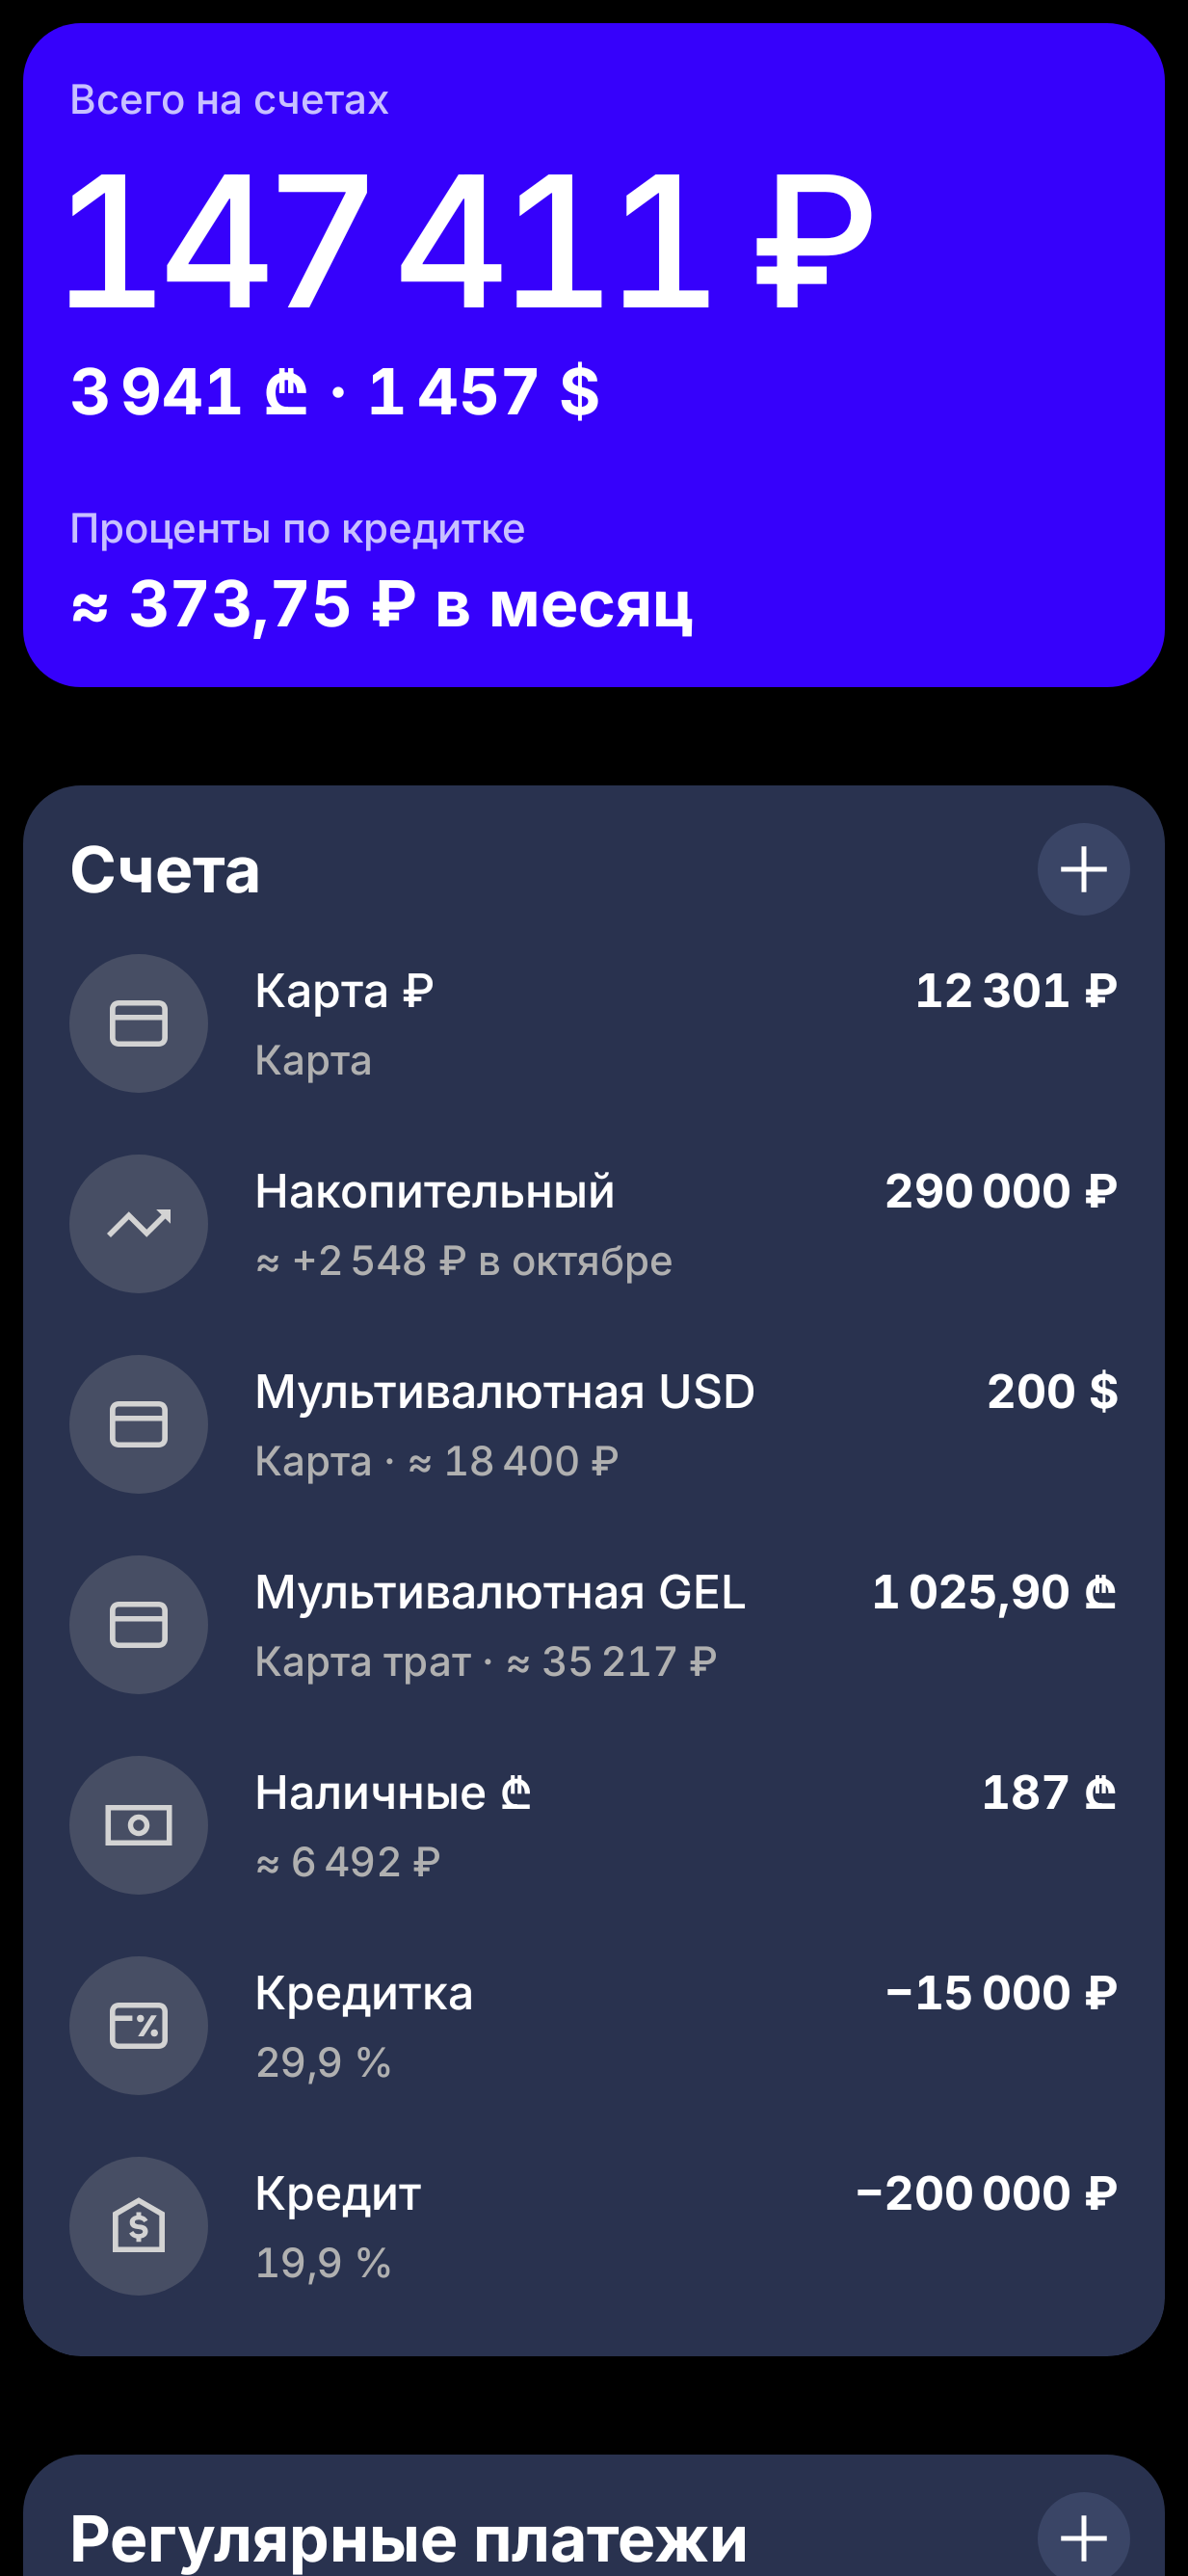 Всего на счетах
147 411 ₽
3 941 ₾ · 1 457 $
Проценты по кредитке
≈ 373,75 ₽ в месяц
Счета
Карта ₽
12 301 ₽
Карта
Накопительный
290 000 ₽
≈ +2 548 ₽ в октябре
Мультивалютная USD
200 $
Карта · ≈ 18 400 ₽
Мультивалютная GEL
1 025,90 ₾
Карта трат · ≈ 35 217 ₽
Наличные ₾
187 ₾
≈ 6 492 ₽
Кредитка
−15 000 ₽
29,9 %
Кредит
−200 000 ₽
19,9 %
Регулярные платежи